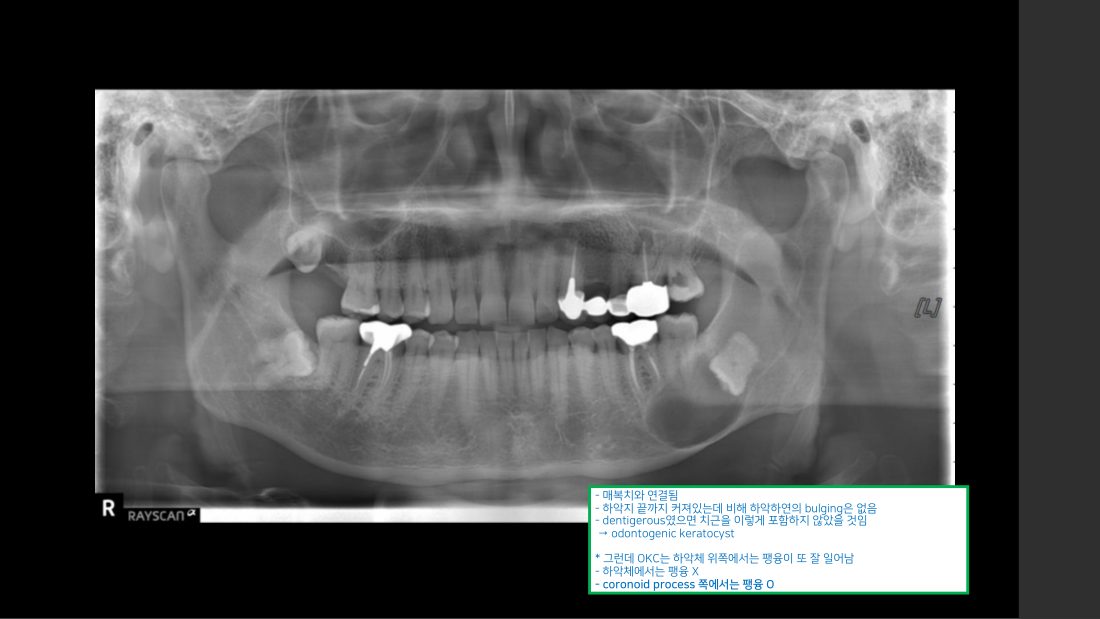 [L]
R
RAYSCAN α
- 매복치와 연결됨
- 하악지 끝까지 커져있는데 비해 하악하연의 bulging은 없음
- dentigerous였으면 치근을 이렇게 포함하지 않았을 것임
→ odontogenic keratocyst
* 그런데 OKC는 하악체 위쪽에서는 팽융이 또 잘 일어남
- 하악체에서는 팽융 X
- coronoid process 쪽에서는 팽융 O